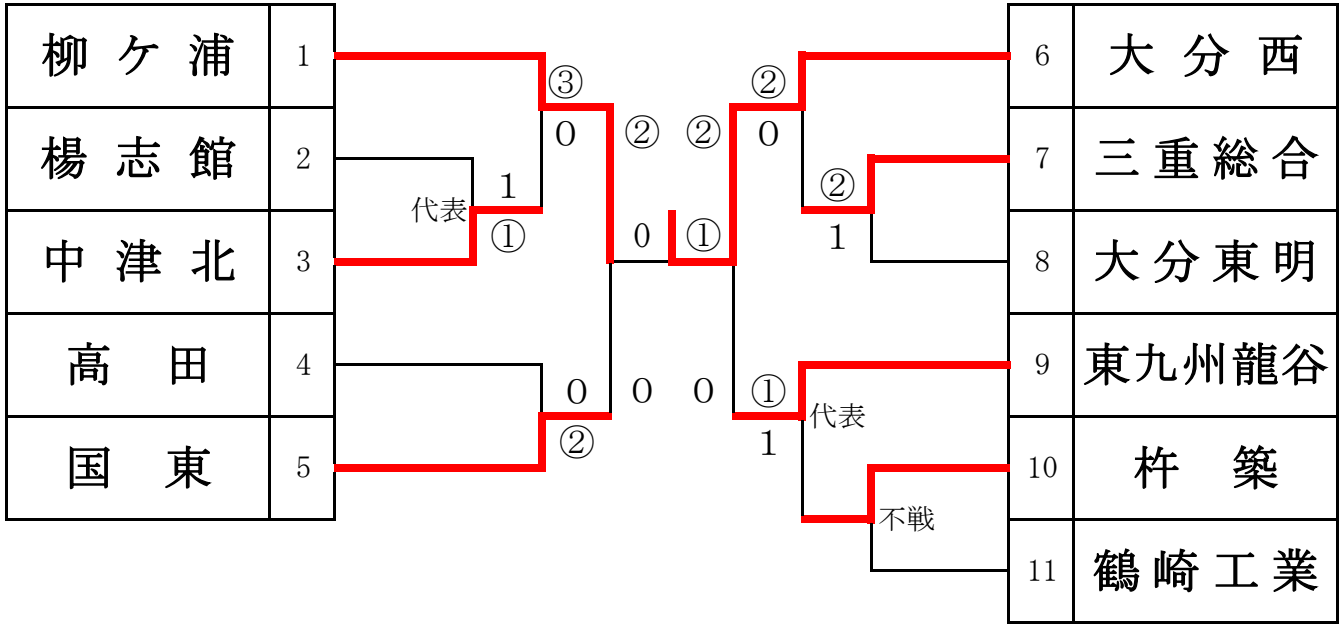 柳ケ浦 1
楊志館 2
中津北 3
高田 4
国東 5
③
0
②
1
代表
①
0
0
②
0
②
②
0
②
1
①
0
①
代表
1
不戦
6 大分西
7 三重総合
8 大分東明
9 東九州龍谷
10 杵築
11 鶴崎工業